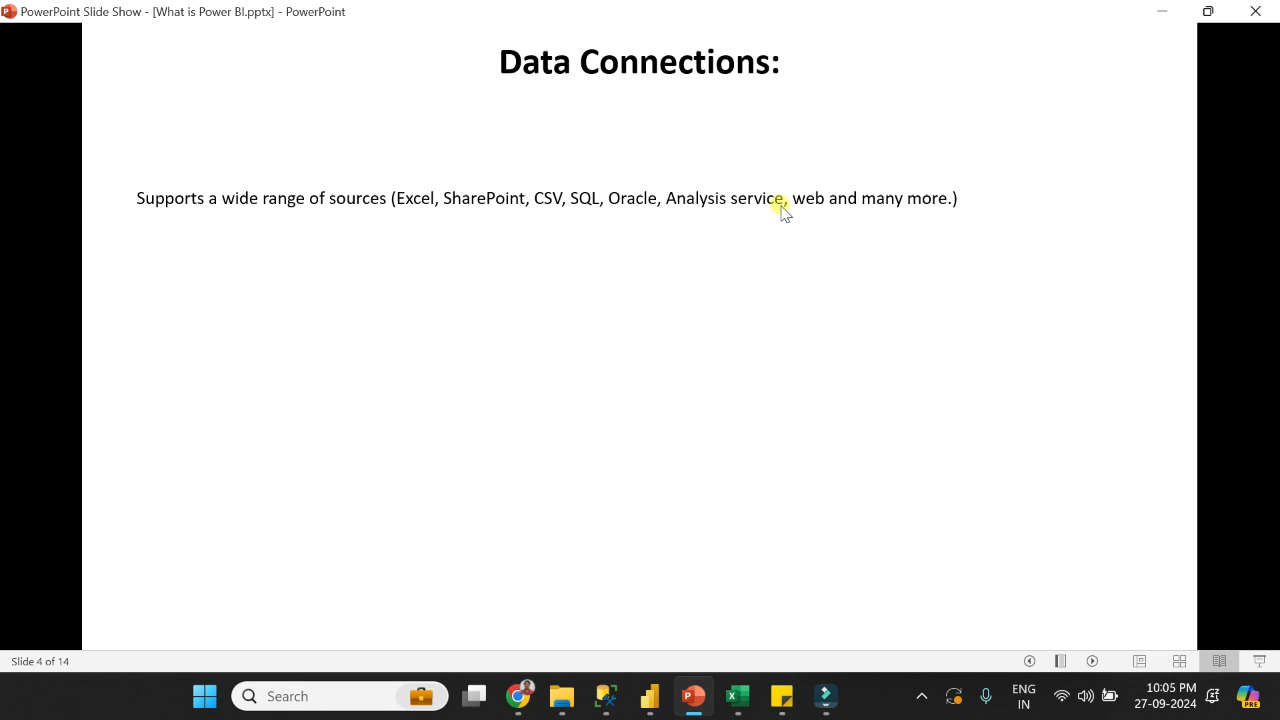 PowerPoint Slide Show - [What is Power BI.pptx] - PowerPoint
Data Connections:
Supports a wide range of sources (Excel, SharePoint, CSV, SQL, Oracle, Analysis service, web and many more.)
Slide 4 of 14
Search
ENG
IN
10:05 PM
27-09-2024
PRE